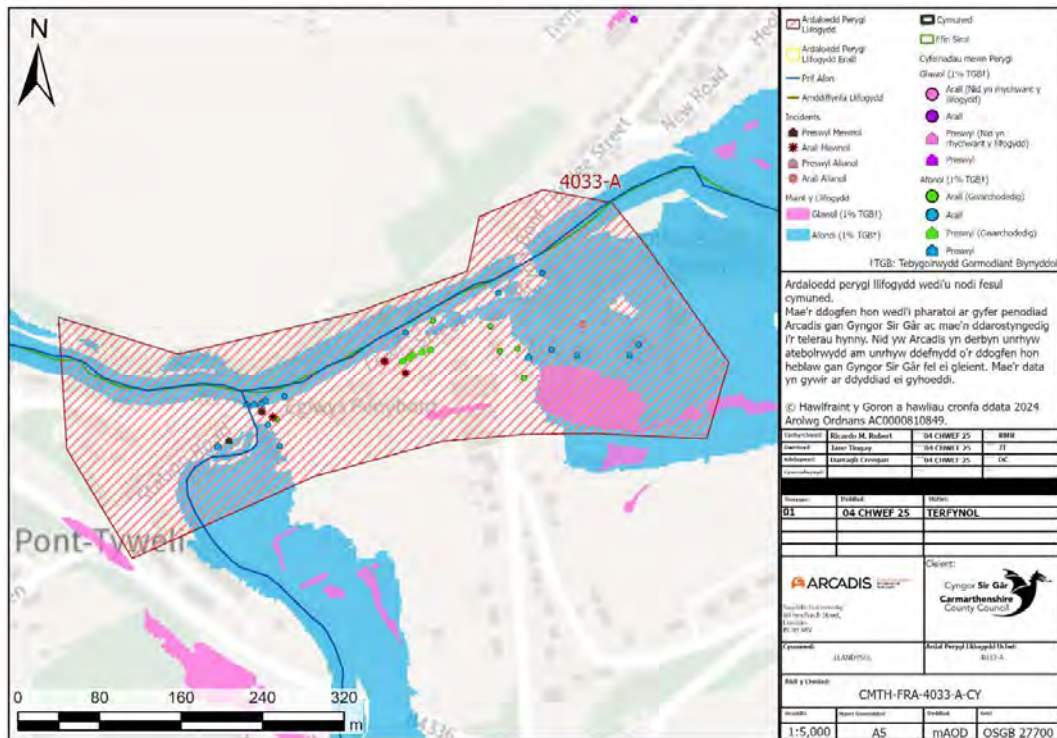 N
New Road
4033-A
Eglwys Penybont
Pont-Tyweli
0 80 160 240 320
m
Ardaloedd Perygl
Llifogydd
Ardaloedd Perygl
Llifogydd Eraill
Prif Afon
Amddiffynfa Llifogydd
Incidents
Preswyl Mewnol
Arall Mewnol
Preswyl Allanol
Arall Allanol
Maint y Llifogydd
Glawol (1% TGB†)
Afonol (1% TGB†)
Cymuned
Ffin Sirol
Cyfeiriadau mewn Perygl
Glawol (1% TGB†)
Arall (Nid yn rhychwant y
llifogydd)
Arall
Preswyl (Nid yn
rhychwant y llifogydd)
Preswyl
Afonol (1% TGB†)
Arall (Gwarchodedig)
Arall
Preswyl (Gwarchodedig)
Preswyl
†TGB: Tebygolrwydd Gormodiant Blynyddol
Ardaloedd perygl llifogydd wedi'u nodi fesul
cymuned.
Mae'r ddogfen hon wedi'i pharatoi ar gyfer penodiad
Arcadis gan Gyngor Sir Gâr ac mae'n ddarostyngedig
i'r telerau hynny. Nid yw Arcadis yn derbyn unrhyw
atebolrwydd am unrhyw ddefnydd o'r ddogfen hon
heblaw gan Gyngor Sir Gâr fel ei gleient. Mae'r data
yn gywir ar ddyddiad ei gyhoeddi.
© Hawlfraint y Goron a hawliau cronfa ddata 2024
Arolwg Ordnans AC0000810849.
Ricardo M. Robert 04 CHWEF 25 RMR
Jane Tingay 04 CHWEF 25 JT
Darragh Creegan 04 CHWEF 25 DC
Dyddiad: Status:
01 04 CHWEF 25 TERFYNOL
ARCADIS
Cleient:
Cyngor Sir Gâr
Carmarthenshire
County Council
Cymuned:
LLANDYSUL
4033-A
CMTH-FRA-4033-A-CY
1:5,000 A5 mAOD OSGB 27700